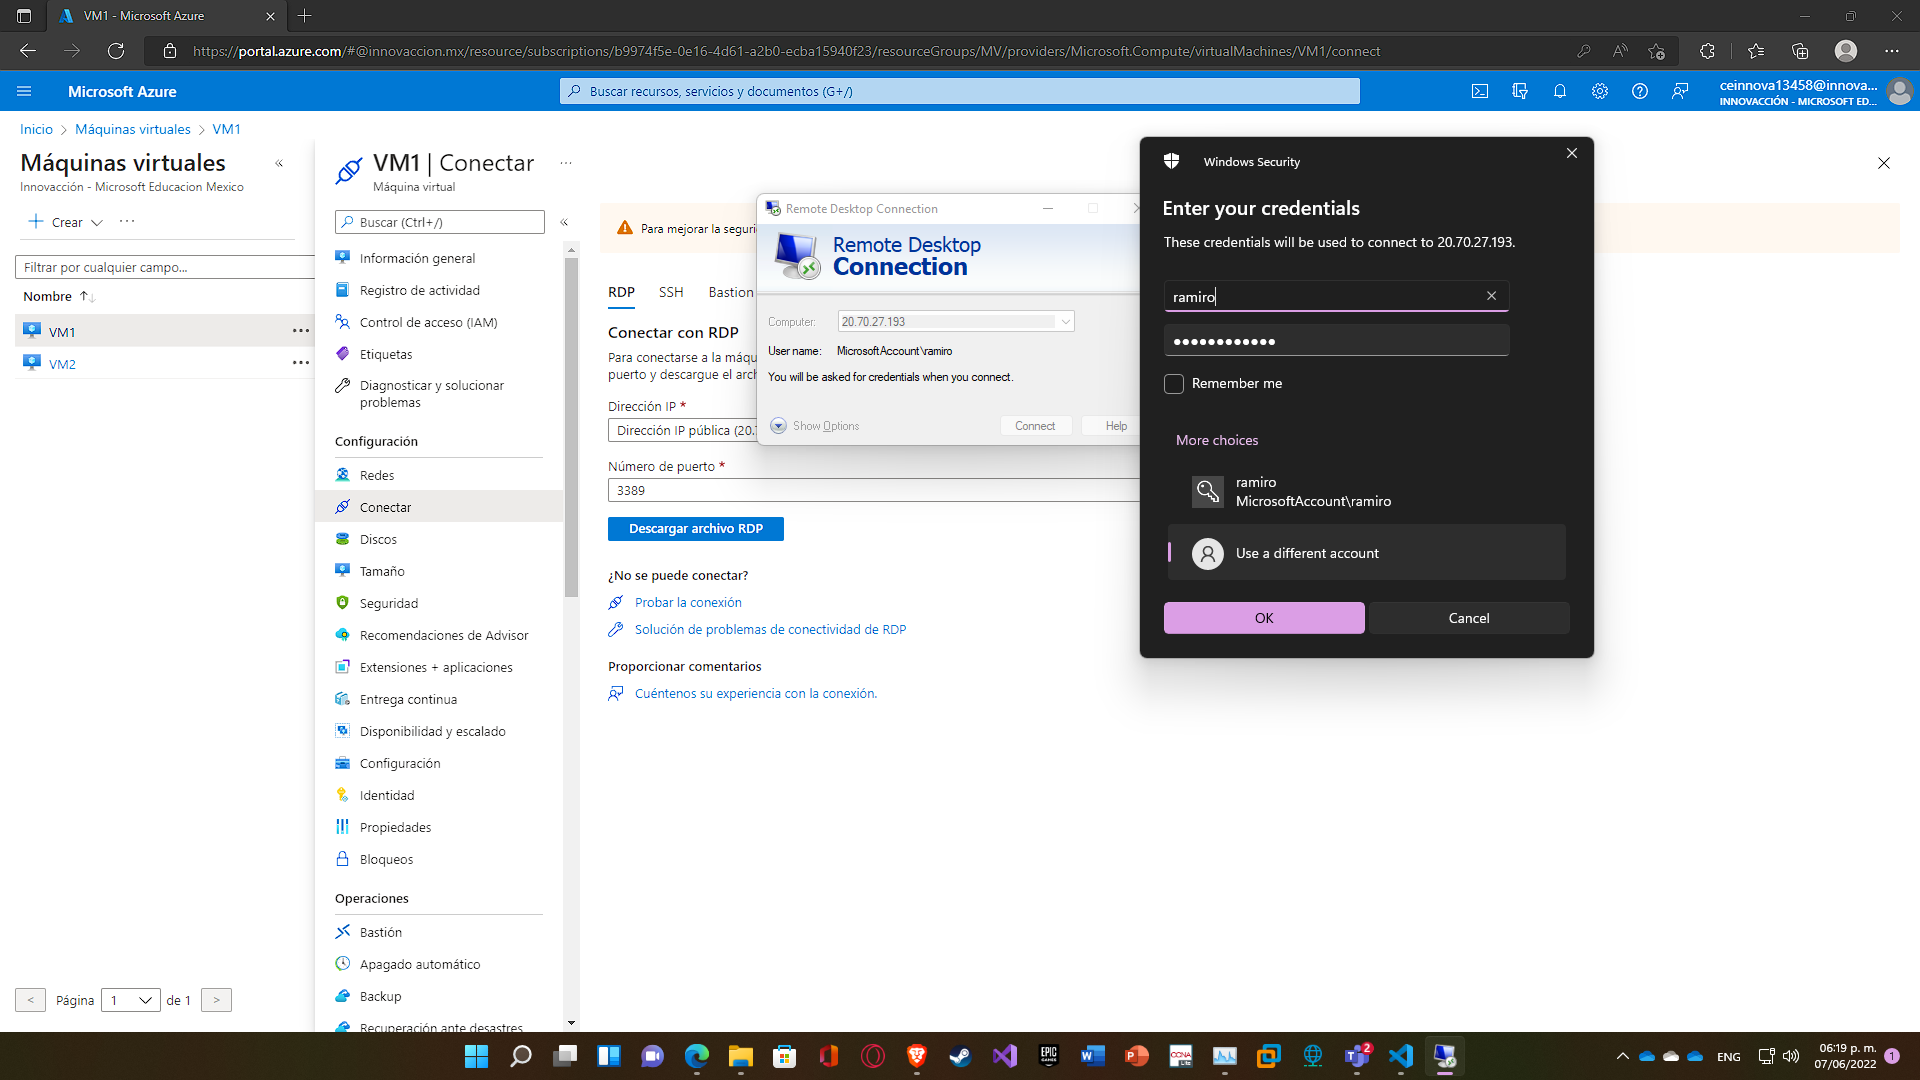 VM1 - Microsoft Azure
https://portal.azure.com/#@innovaccion.mx/resource/subscriptions/b9974f5e-0e16-4d61-a2b0-ecba15940f23/resourceGroups/MV/providers/Microsoft.Compute/virtualMachines/VM1/connect
Microsoft Azure
Buscar recursos, servicios y documentos (G+/)
ceinnova13458@innova...
INNOVACCIÓN - MICROSOFT ED...
Inicio > Máquinas virtuales > VM1
Máquinas virtuales
Innovacción - Microsoft Educacion Mexico
+ Crear
Filtrar por cualquier campo...
Nombre
VM1
VM2
< Página 1 de 1 >
VM1 | Conectar
Máquina virtual
Buscar (Ctrl+/)
Información general
Registro de actividad
Control de acceso (IAM)
Etiquetas
Diagnosticar y solucionar
problemas
Configuración
Redes
Conectar
Discos
Tamaño
Seguridad
Recomendaciones de Advisor
Extensiones + aplicaciones
Entrega continua
Disponibilidad y escalado
Configuración
Identidad
Propiedades
Bloqueos
Operaciones
Bastión
Apagado automático
Backup
Recuperación ante desastres
Para mejorar la seguri
RDP SSH Bastion
Conectar con RDP
Para conectarse a la máqu
puerto y descargue el arch
Dirección IP *
Dirección IP pública (20.
Número de puerto *
3389
Descargar archivo RDP
¿No se puede conectar?
Probar la conexión
Solución de problemas de conectividad de RDP
Proporcionar comentarios
Cuéntenos su experiencia con la conexión.
Remote Desktop Connection
Remote Desktop
Connection
Computer: 20.70.27.193
User name: MicrosoftAccount\ramiro
You will be asked for credentials when you connect.
Show Options
Connect
Help
Windows Security
Enter your credentials
These credentials will be used to connect to 20.70.27.193.
ramiro
●●●●●●●●●●●●
Remember me
More choices
ramiro
MicrosoftAccount\ramiro
Use a different account
OK
Cancel
EPIC
GAMES
CCNA
2
ENG
06:19 p. m.
07/06/2022
1